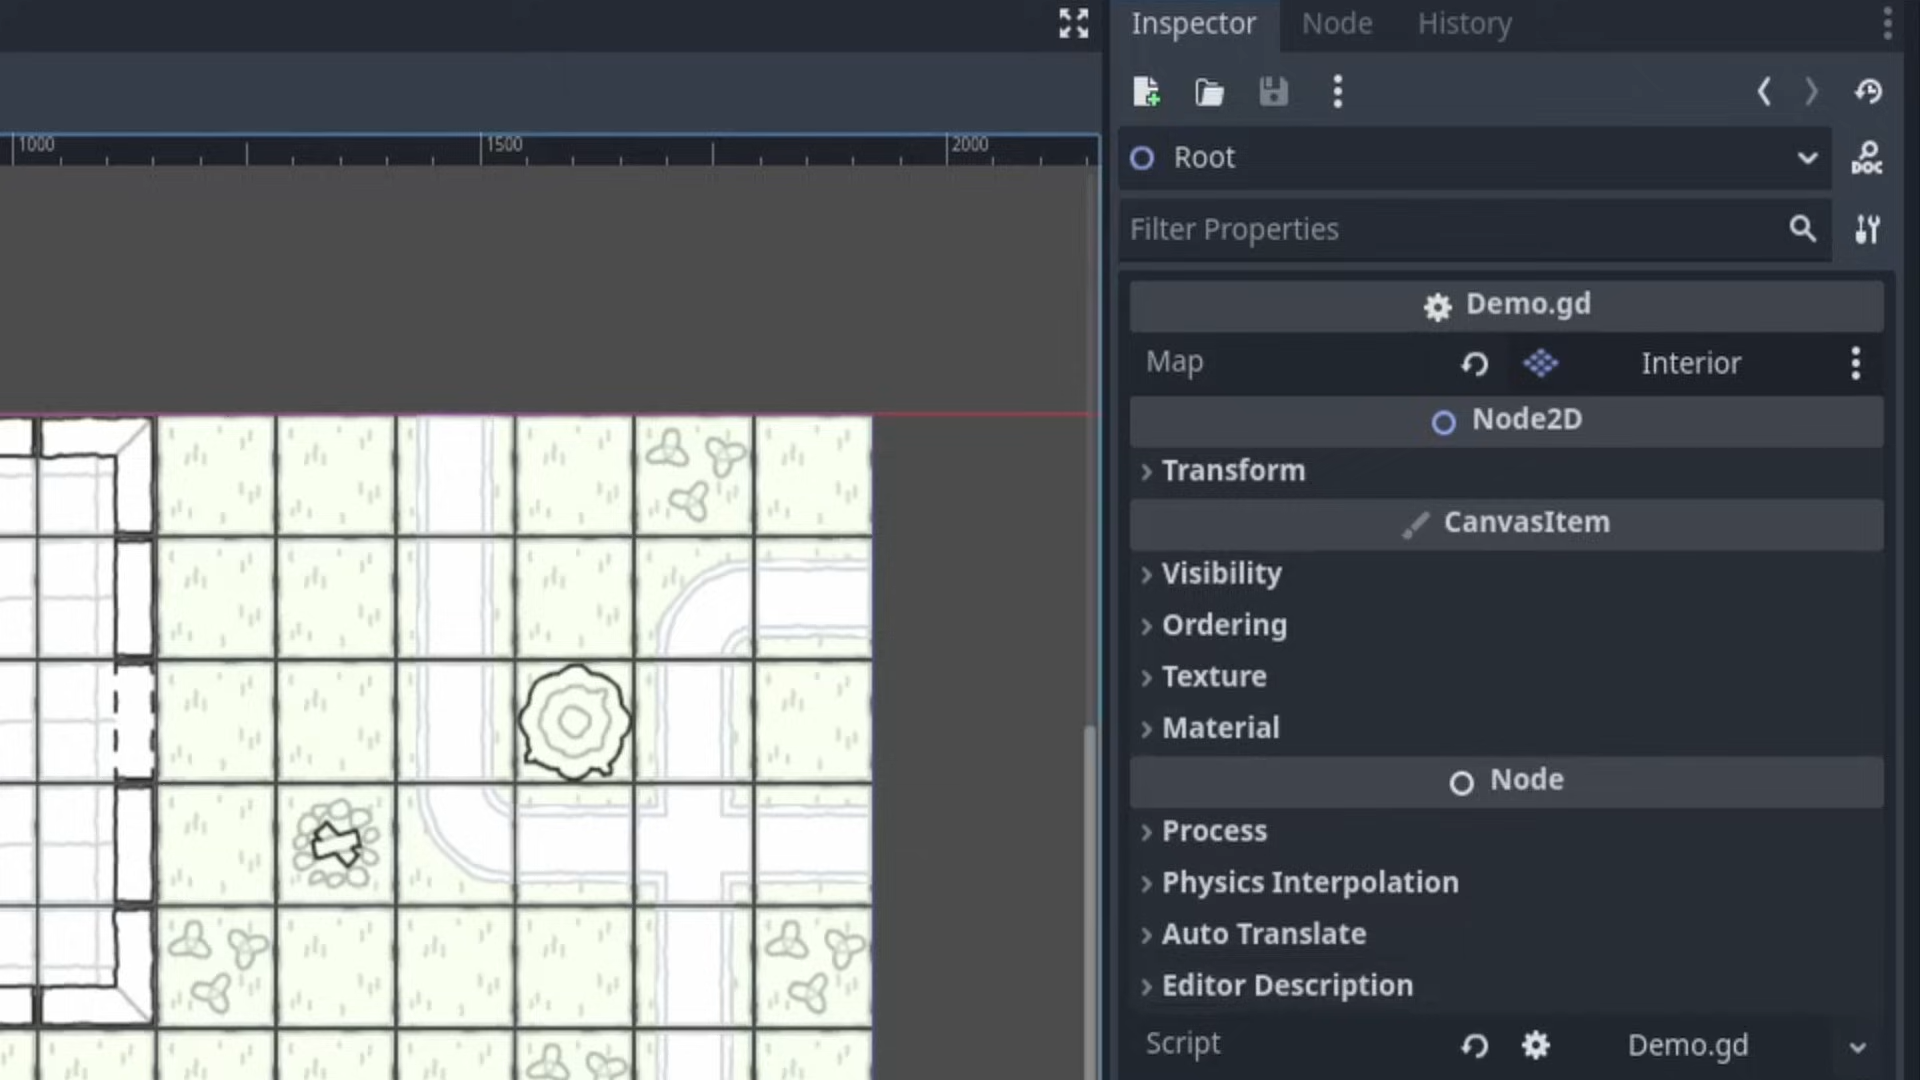 Inspector Node History
1000 1500 2000
Root
DOC
Filter Properties
Demo.gd
Map Interior
Node2D
Transform
CanvasItem
Visibility
Ordering
Texture
Material
Node
Process
Physics Interpolation
Auto Translate
Editor Description
Script Demo.gd